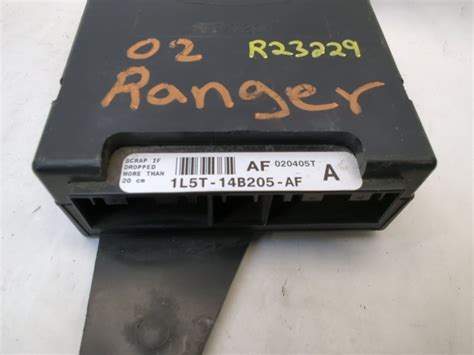 02
R23229
Ranger
SCRAP IF
DROPPED
MORE THAN
20 cm
AF 020405T
1L5T-14B205-AF
A